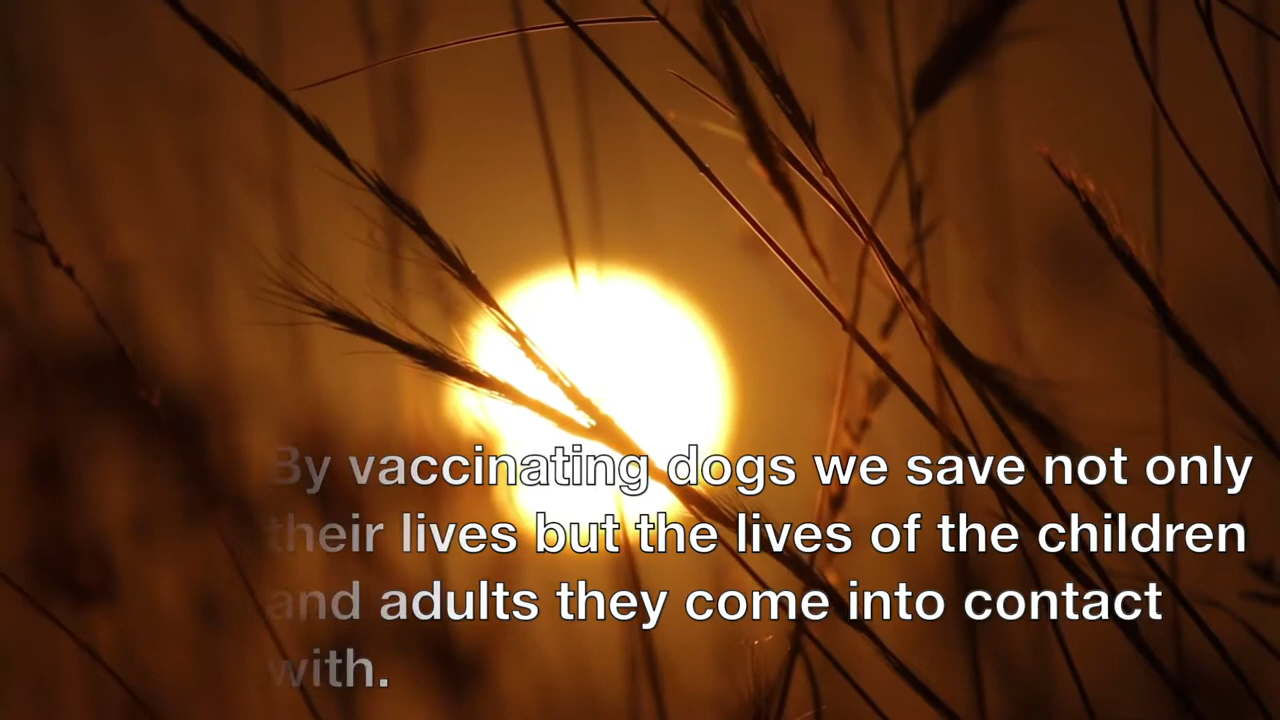 By vaccinating dogs we save not only
their lives but the lives of the children
and adults they come into contact
with.